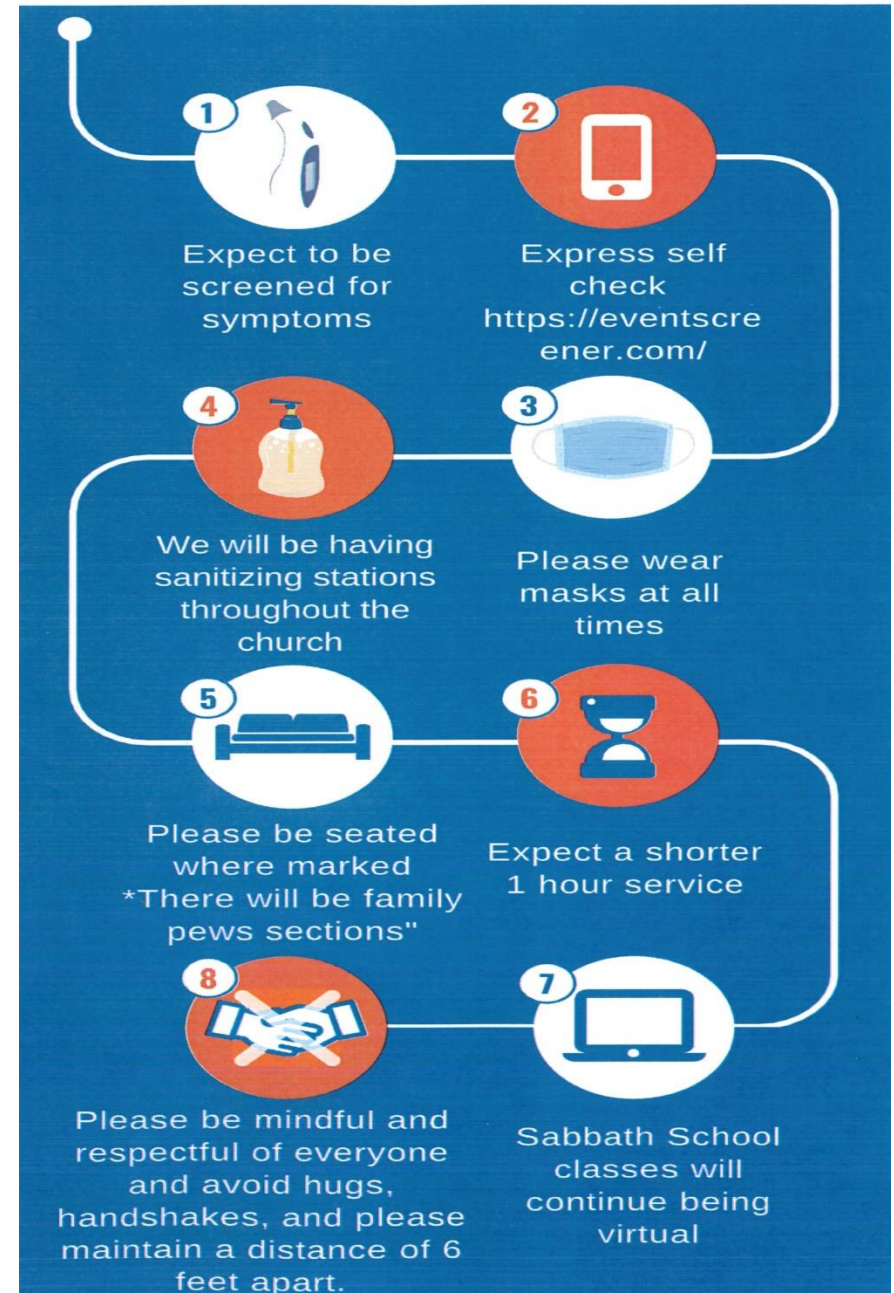 1
Expect to be
screened for
symptoms
2
Express self
check
https://eventscre
ener.com/
3
Please wear
masks at all
times
4
We will be having
sanitizing stations
throughout the
church
5
Please be seated
where marked
*There will be family
pews sections"
6
Expect a shorter
1 hour service
7
Sabbath School
classes will
continue being
virtual
8
Please be mindful and
respectful of everyone
and avoid hugs,
handshakes, and please
maintain a distance of 6
feet apart.